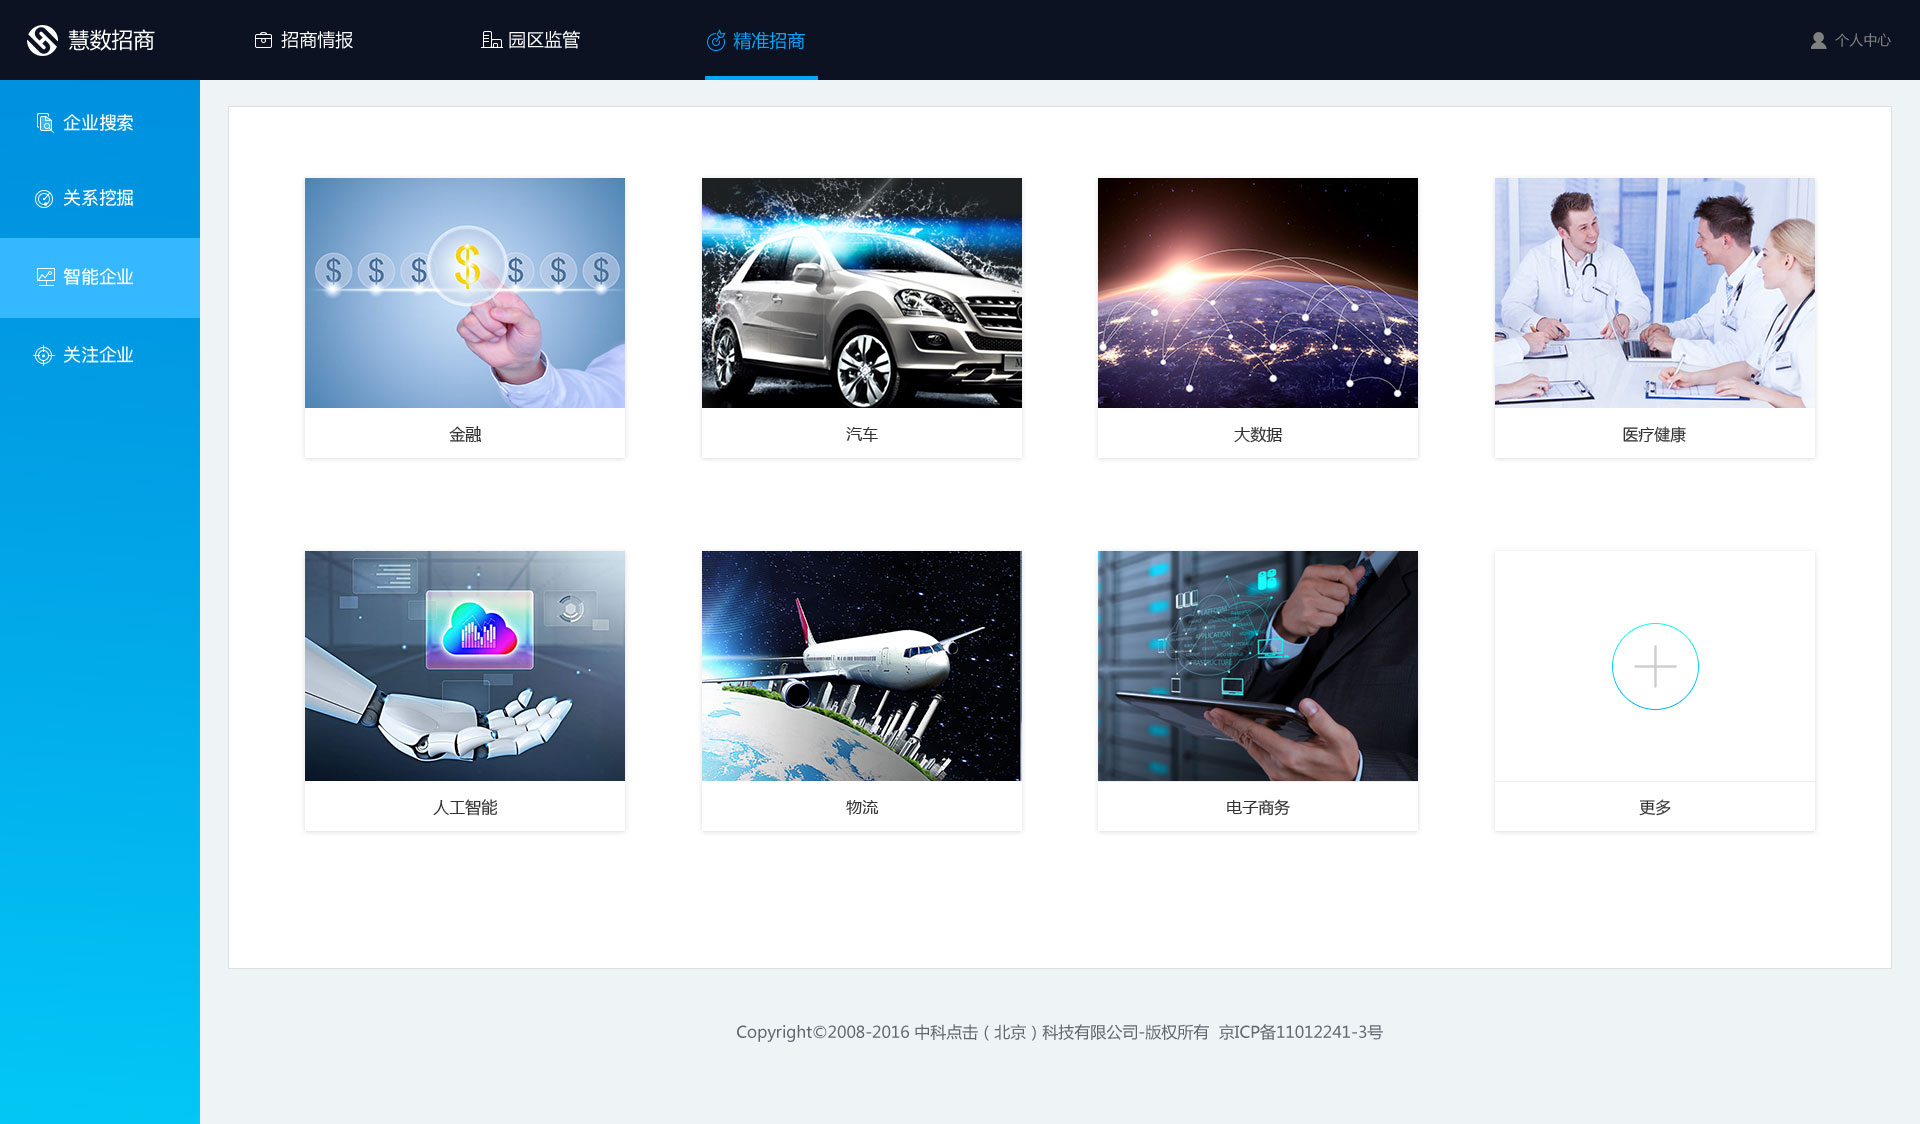 慧数招商
招商情报
园区监管
精准招商
个人中心
企业搜索
关系挖掘
智能企业
关注企业
金融
汽车
大数据
医疗健康
PLATFORM
APPLICATION
人工智能
物流
电子商务
更多
Copyright©2008-2016 中科点击(北京)科技有限公司-版权所有 京ICP备11012241-3号